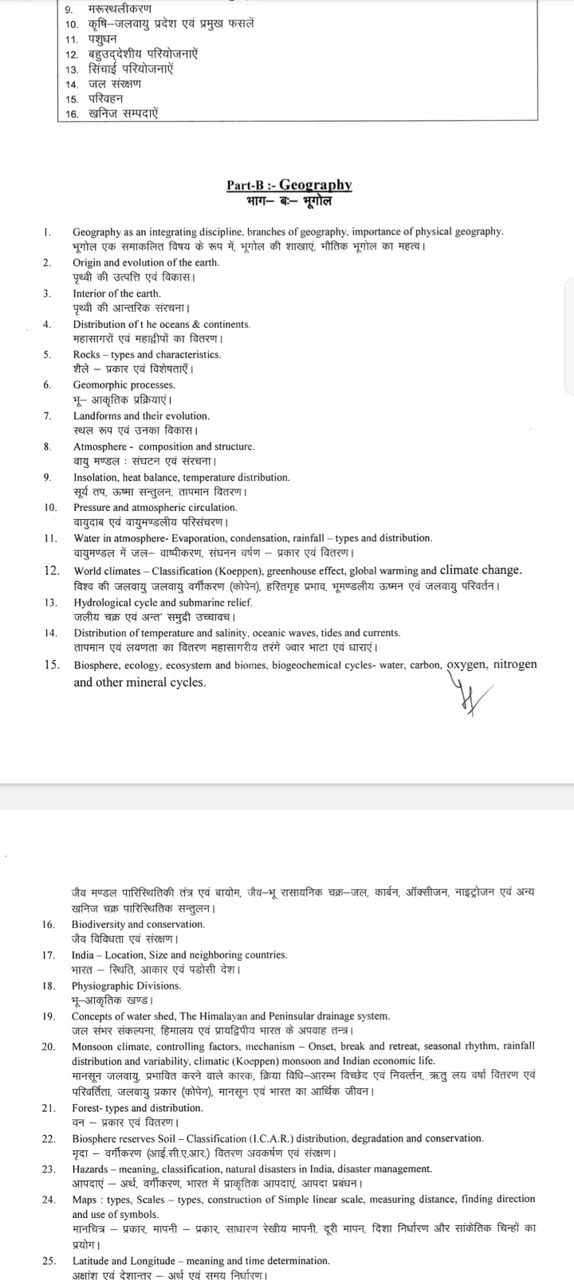 9. मरूस्थलीकरण
10. कृषि–जलवायु प्रदेश एवं प्रमुख फसलें
11. पशुधन
12. बहुउद्देशीय परियोजनाऐं
13. सिंचाई परियोजनाऐं
14. जल संरक्षण
15. परिवहन
16. खनिज सम्पदाऐं
Part-B :- Geography
भाग– बः– भूगोल
1. Geography as an integrating discipline, branches of geography, importance of physical geography.
भूगोल एक समाकलित विषय के रूप में, भूगोल की शाखाएं, भौतिक भूगोल का महत्व।
2. Origin and evolution of the earth.
पृथ्वी की उत्पत्ति एवं विकास।
3. Interior of the earth.
पृथ्वी की आन्तरिक संरचना।
4. Distribution of t he oceans & continents.
महासागरों एवं महाद्वीपों का वितरण।
5. Rocks – types and characteristics.
शैले – प्रकार एवं विशेषताएँ।
6. Geomorphic processes.
भू– आकृतिक प्रक्रियाएं।
7. Landforms and their evolution.
स्थल रूप एवं उनका विकास।
8. Atmosphere - composition and structure.
वायु मण्डल : संघटन एवं संरचना।
9. Insolation, heat balance, temperature distribution.
सूर्य तप, ऊष्मा सन्तुलन, तापमान वितरण।
10. Pressure and atmospheric circulation.
वायुदाब एवं वायुमण्डलीय परिसंचरण।
11. Water in atmosphere- Evaporation, condensation, rainfall – types and distribution.
वायुमण्डल में जल– वाष्पीकरण, संघनन वर्षण – प्रकार एवं वितरण।
12. World climates – Classification (Koeppen), greenhouse effect, global warming and climate change.
विश्व की जलवायु जलवायु वर्गीकरण (कोपेन), हरितगृह प्रभाव, भूमण्डलीय ऊष्मन एवं जलवायु परिवर्तन।
13. Hydrological cycle and submarine relief.
जलीय चक्र एवं अन्त' समुद्री उच्चावच।
14. Distribution of temperature and salinity, oceanic waves, tides and currents.
तापमान एवं लवणता का वितरण महासागरीय तरंगे ज्वार भाटा एवं धाराएं।
15. Biosphere, ecology, ecosystem and biomes, biogeochemical cycles- water, carbon, oxygen, nitrogen
and other mineral cycles.
जैव मण्डल पारिस्थितिकी तंत्र एवं बायोम, जैव–भू रासायनिक चक्र–जल, कार्बन, ऑक्सीजन, नाइट्रोजन एवं अन्य
खनिज चक्र पारिस्थितिक सन्तुलन।
16. Biodiversity and conservation.
जैव विविधता एवं संरक्षण।
17. India – Location, Size and neighboring countries.
भारत – स्थिति, आकार एवं पडोसी देश।
18. Physiographic Divisions.
भू–आकृतिक खण्ड।
19. Concepts of water shed, The Himalayan and Peninsular drainage system.
जल संभर संकल्पना, हिमालय एवं प्रायद्विपीय भारत के अपवाह तन्त्र।
20. Monsoon climate, controlling factors, mechanism – Onset, break and retreat, seasonal rhythm, rainfall
distribution and variability, climatic (Koeppen) monsoon and Indian economic life.
मानसून जलवायु, प्रभावित करने वाले कारक, क्रिया विधि–आरम्भ विच्छेद एवं निवर्त्तन, ऋतु लय वर्षा वितरण एवं
परिवर्तिता, जलवायु प्रकार (कोपेन), मानसून एवं भारत का आर्थिक जीवन।
21. Forest- types and distribution.
वन – प्रकार एवं वितरण।
22. Biosphere reserves Soil – Classification (I.C.A.R.) distribution, degradation and conservation.
मृदा – वर्गीकरण (आई.सी.ए.आर.) वितरण अवकर्षण एवं संरक्षण।
23. Hazards – meaning, classification, natural disasters in India, disaster management.
आपदाएं – अर्थ, वर्गीकरण, भारत में प्राकृतिक आपदाएं, आपदा प्रबंधन।
24. Maps : types, Scales – types, construction of Simple linear scale, measuring distance, finding direction
and use of symbols.
मानचित्र – प्रकार, मापनी – प्रकार, साधारण रेखीय मापनी, दूरी मापन, दिशा निर्धारण और सांकेतिक चिन्हों का
प्रयोग।
25. Latitude and Longitude – meaning and time determination.
अक्षांश एवं देशान्तर – अर्थ एवं समय निर्धारण।